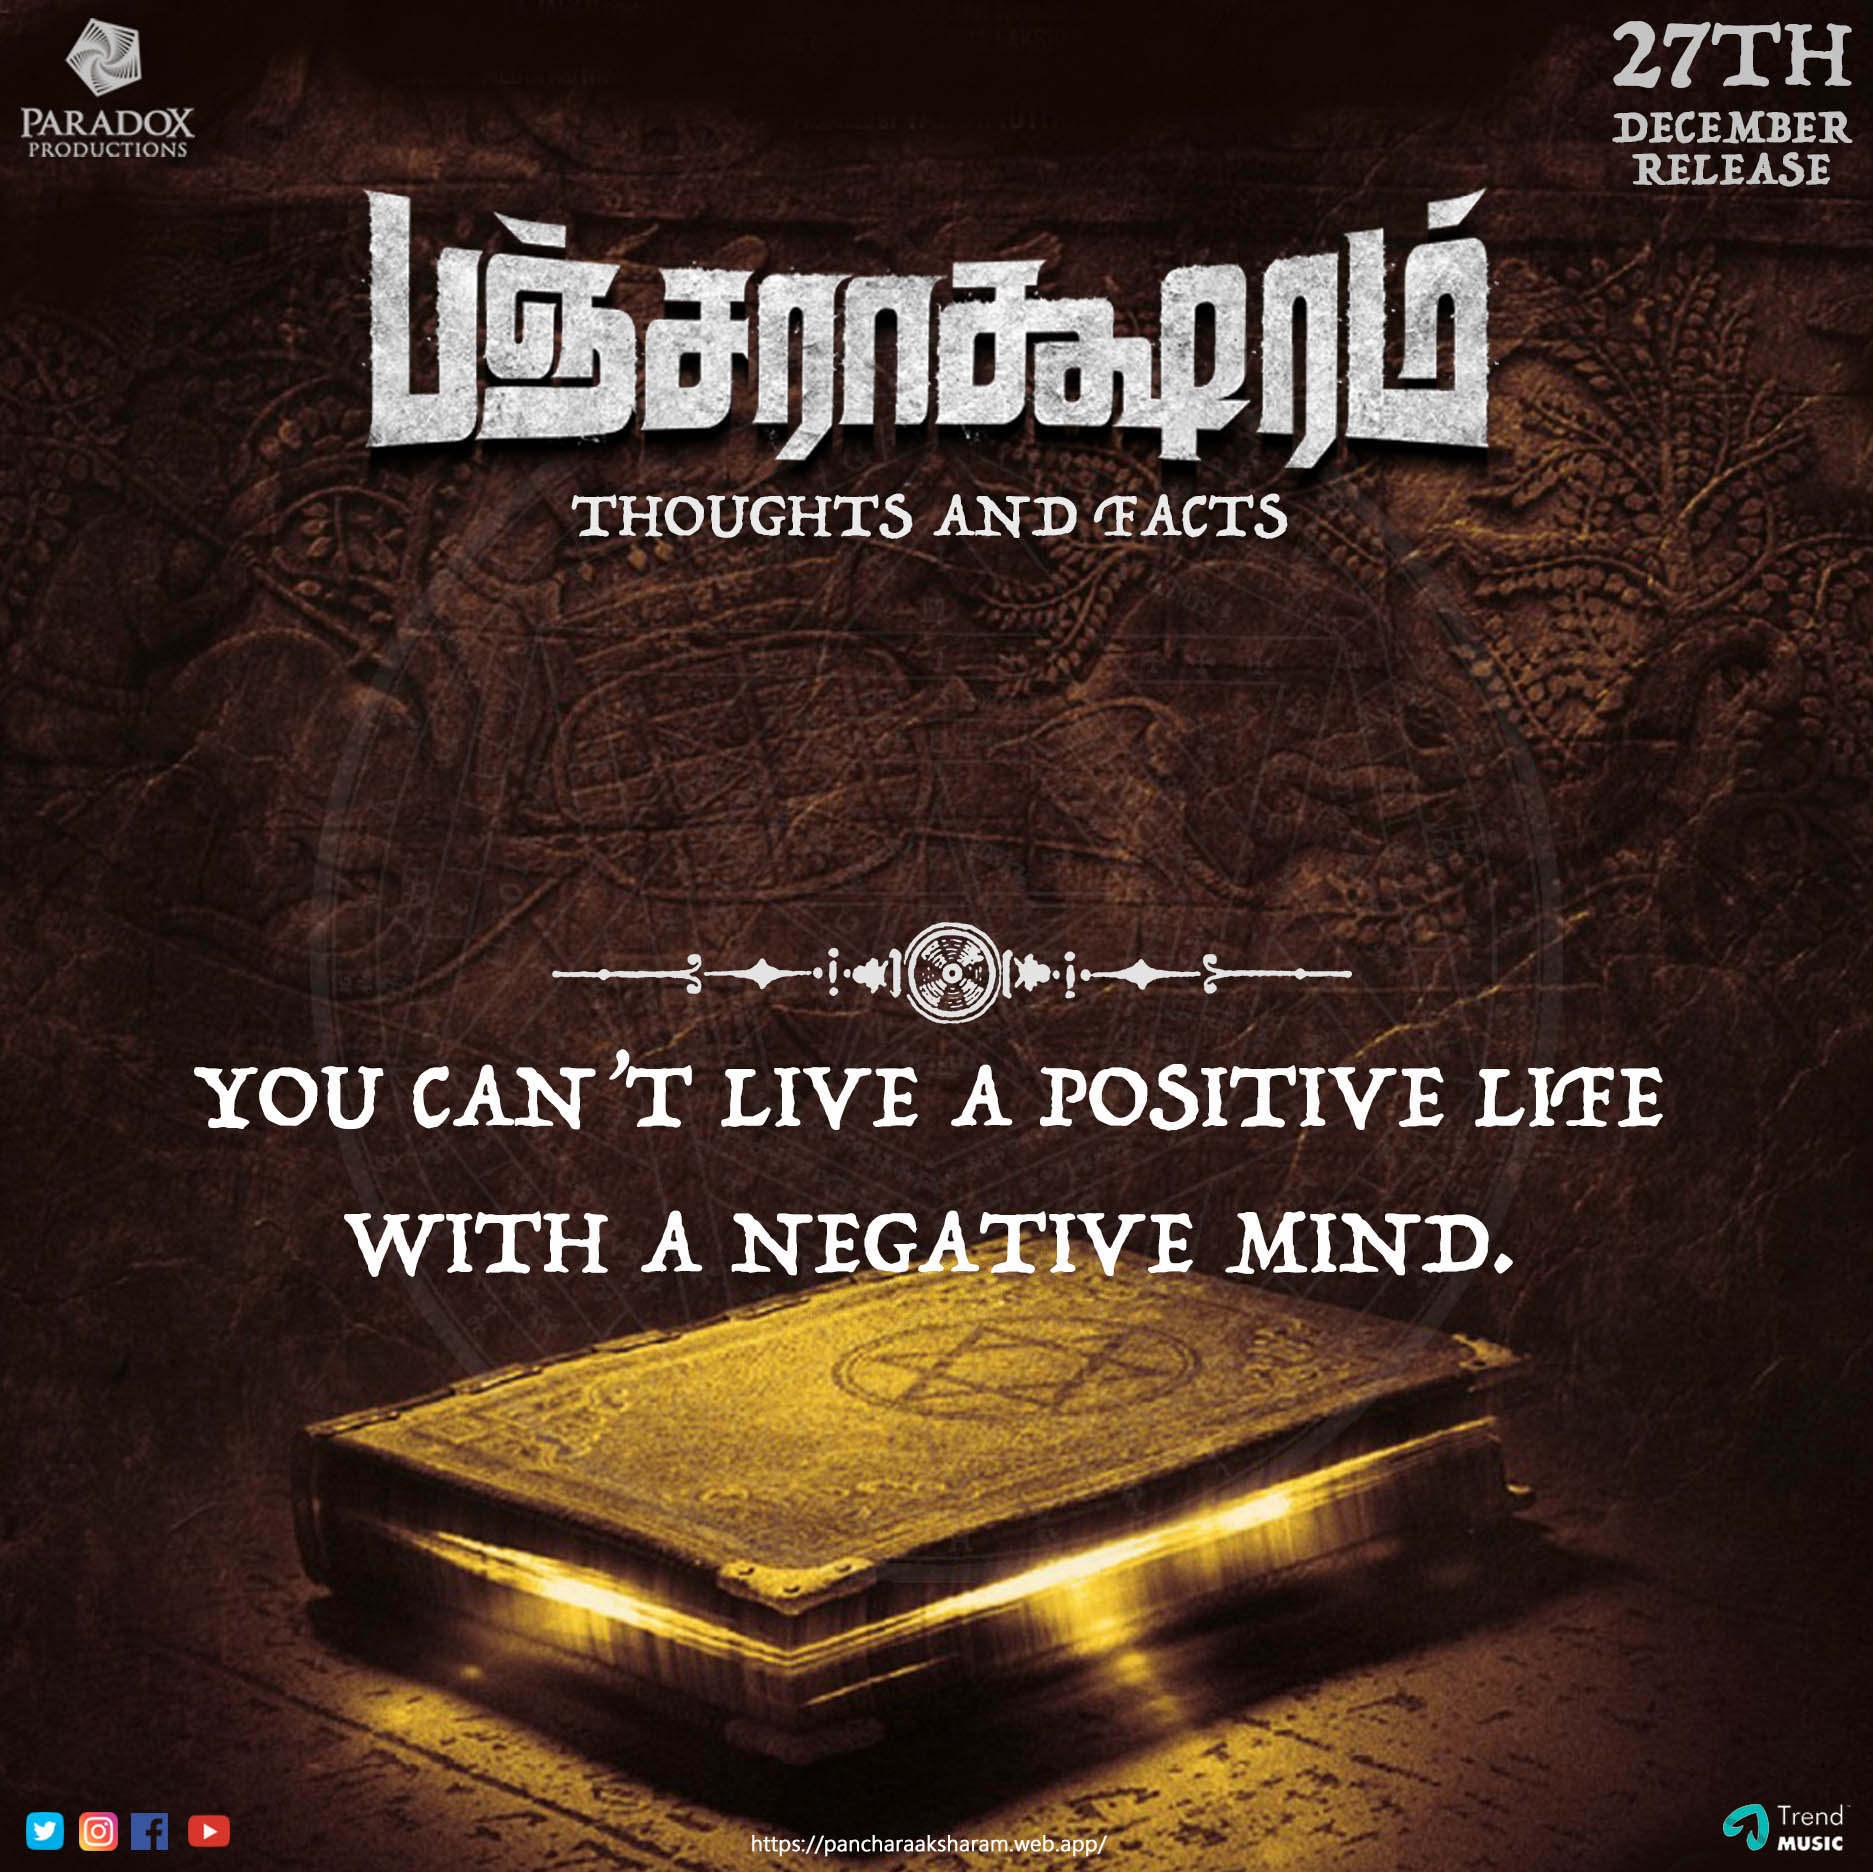 PARADOX
PRODUCTIONS
27TH
DECEMBER
RELEASE
பஞ்சராக்ஷரம்
THOUGHTS AND FACTS
YOU CAN'T LIVE A POSITIVE LIFE
WITH A NEGATIVE MIND.
https://pancharaaksharam.web.app/
Trend
MUSIC